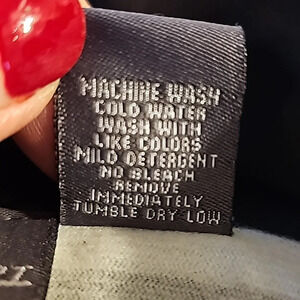 MACHINE WASH
COLD WATER
WASH WITH
LIKE COLORS
MILD DETERGENT
NO BLEACH
REMOVE
IMMEDIATELY
TUMBLE DRY LOW